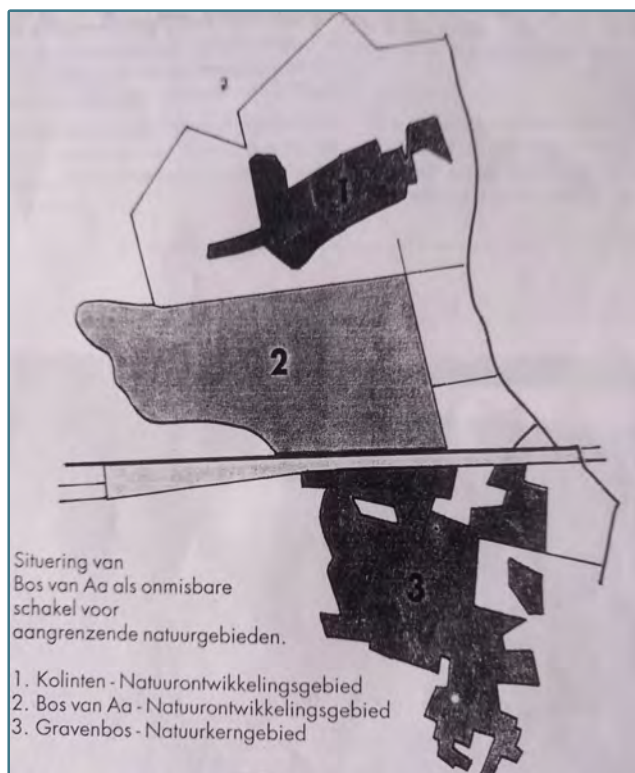 1
2
3
Situering van
Bos van Aa als onmisbare
schakel voor
aangrenzende natuurgebieden.
1. Kolinten - Natuurontwikkelingsgebied
2. Bos van Aa - Natuurontwikkelingsgebied
3. Gravenbos - Natuurkerngebied